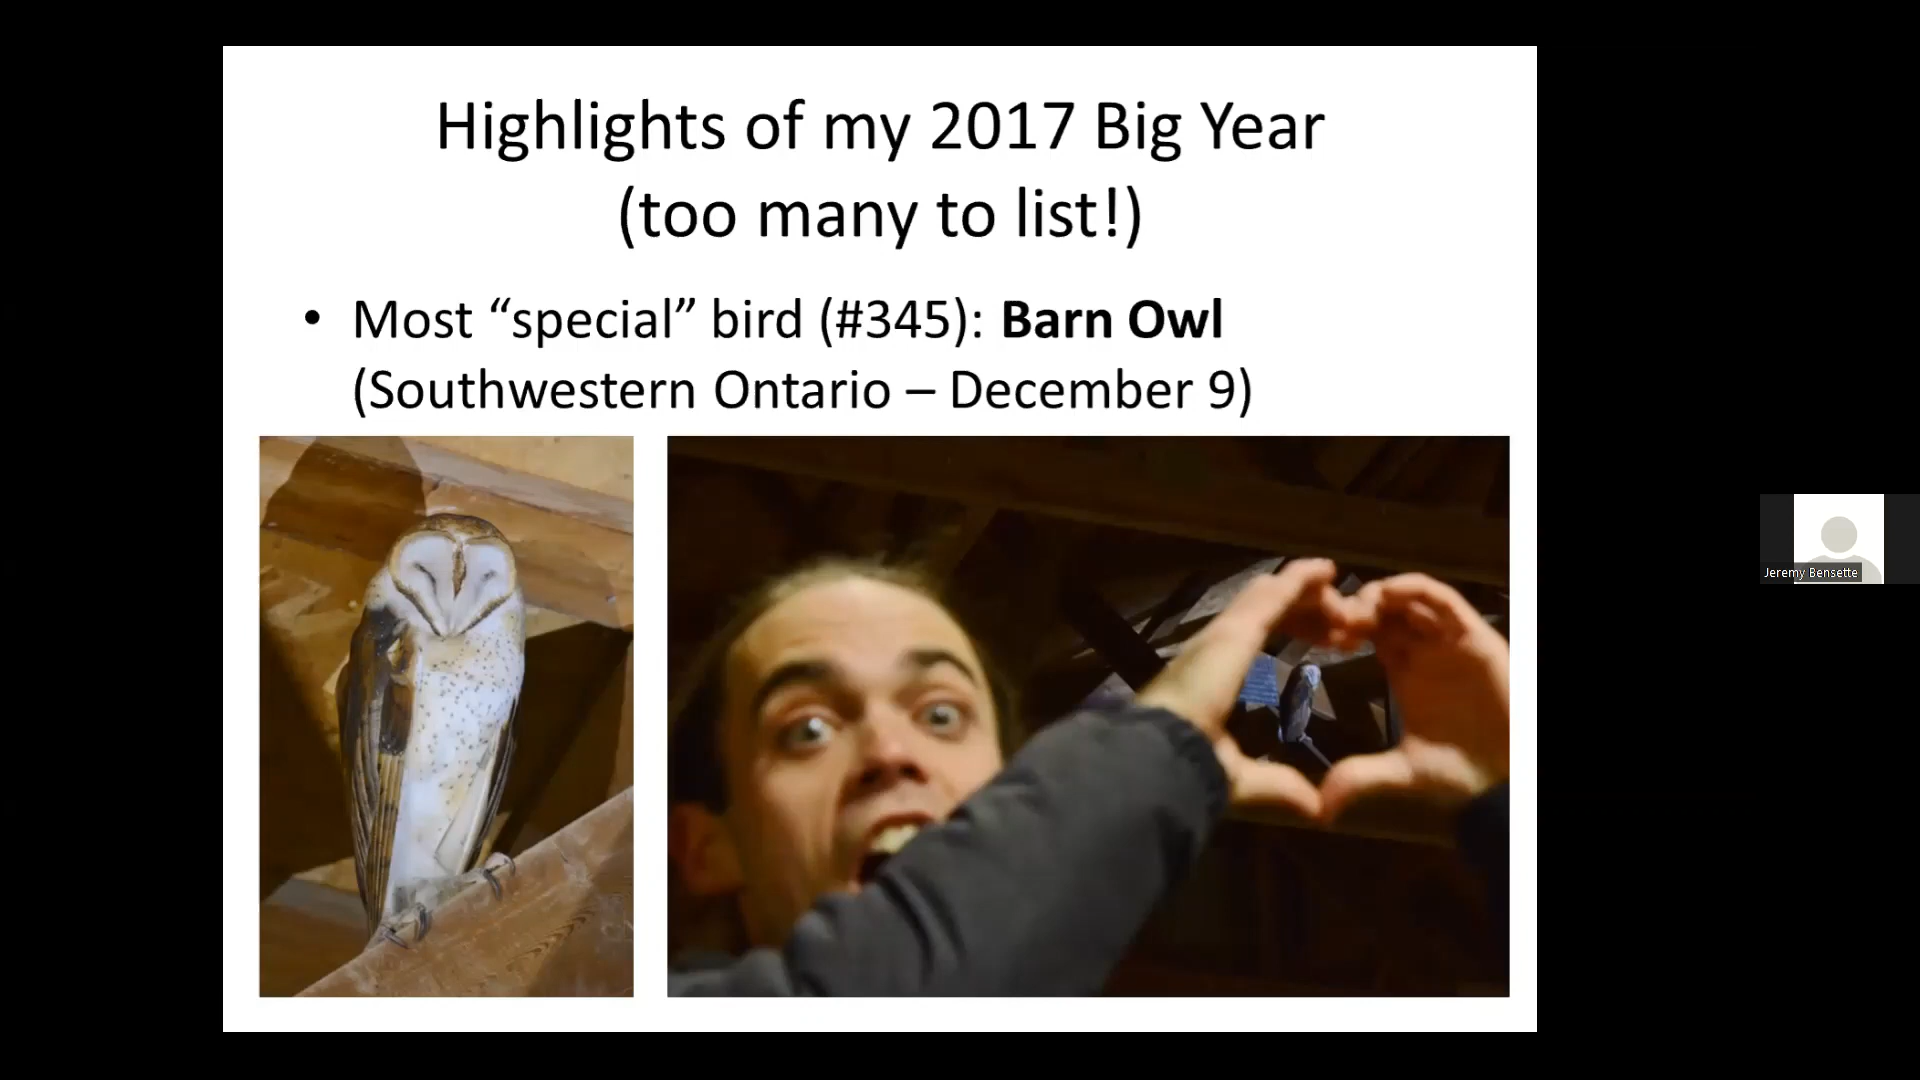 Highlights of my 2017 Big Year
(too many to list!)
• Most “special” bird (#345): Barn Owl
(Southwestern Ontario – December 9)
Jeremy Bensette